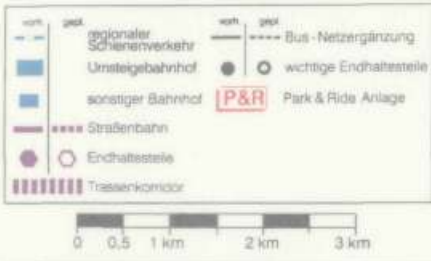 vorh. gepl.
regionaler
Schienenverkehr
Umsteigebahnhof
sonstiger Bahnhof
Straßenbahn
Endhaltestelle
Trassenkorridor
vorh. gepl.
Bus-Netzergänzung
wichtige Endhaltestelle
P&R Park & Ride Anlage
0 0,5 1 km 2 km 3 km